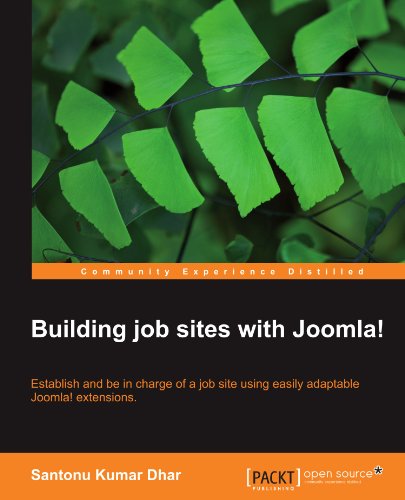 Community Experience Distilled
Building job sites with Joomla!
Establish and be in charge of a job site using easily adaptable
Joomla! extensions.
Santonu Kumar Dhar
[PACKT] open source*
PUBLISHING community experience distilled